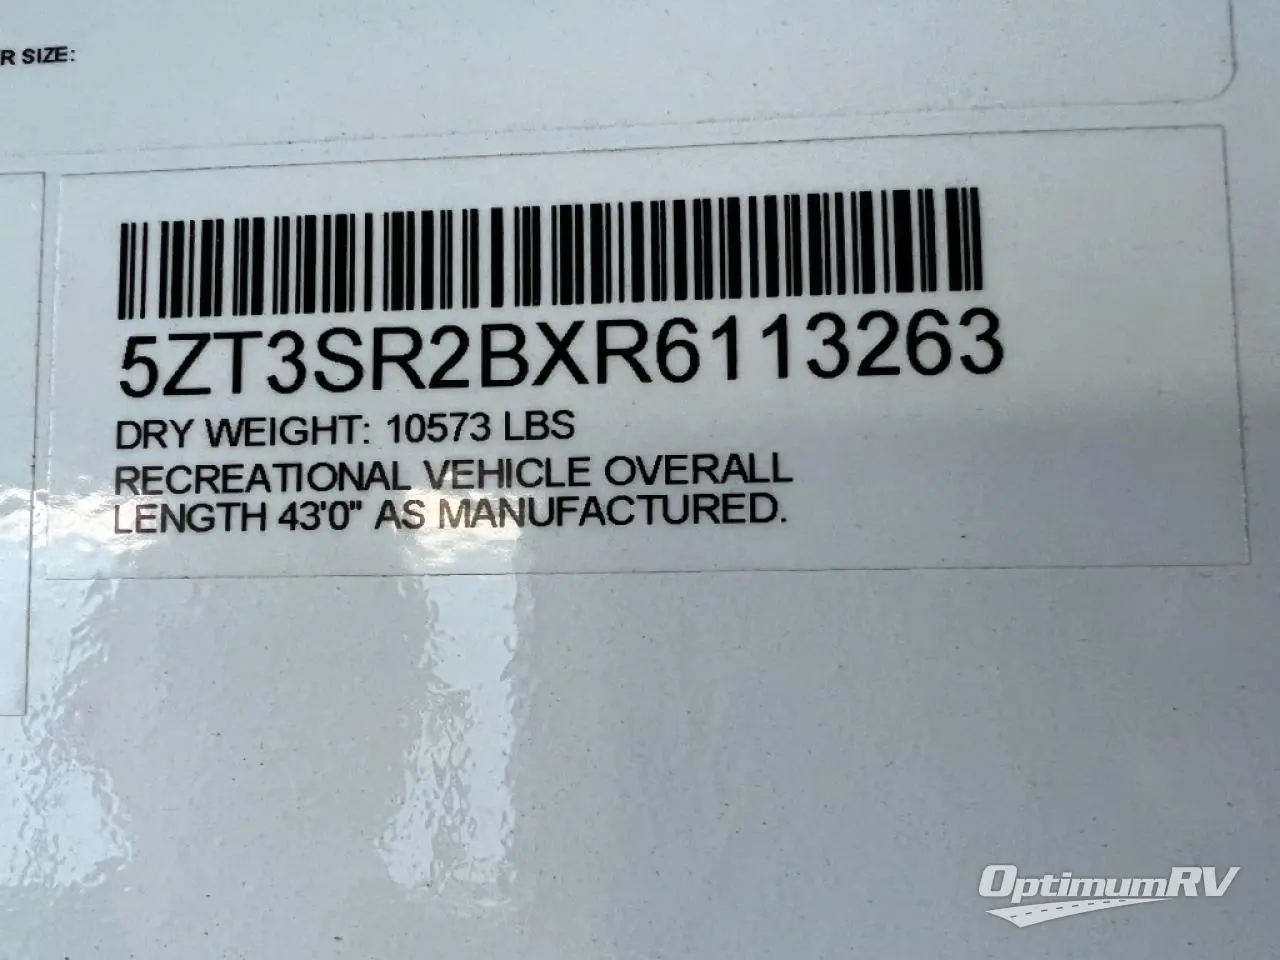 R SIZE:
5ZT3SR2BXR6113263
DRY WEIGHT: 10573 LBS
RECREATIONAL VEHICLE OVERALL
LENGTH 43'0" AS MANUFACTURED.
OptimumRV